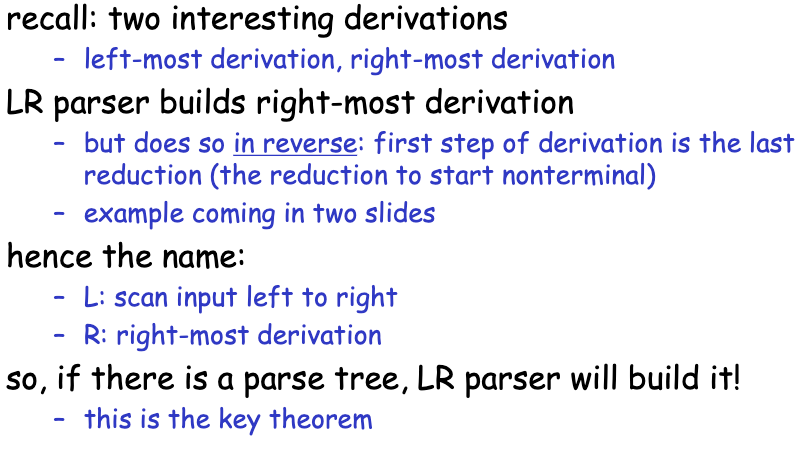 recall: two interesting derivations
– left-most derivation, right-most derivation
LR parser builds right-most derivation
– but does so in reverse: first step of derivation is the last
reduction (the reduction to start nonterminal)
– example coming in two slides
hence the name:
– L: scan input left to right
– R: right-most derivation
so, if there is a parse tree, LR parser will build it!
– this is the key theorem